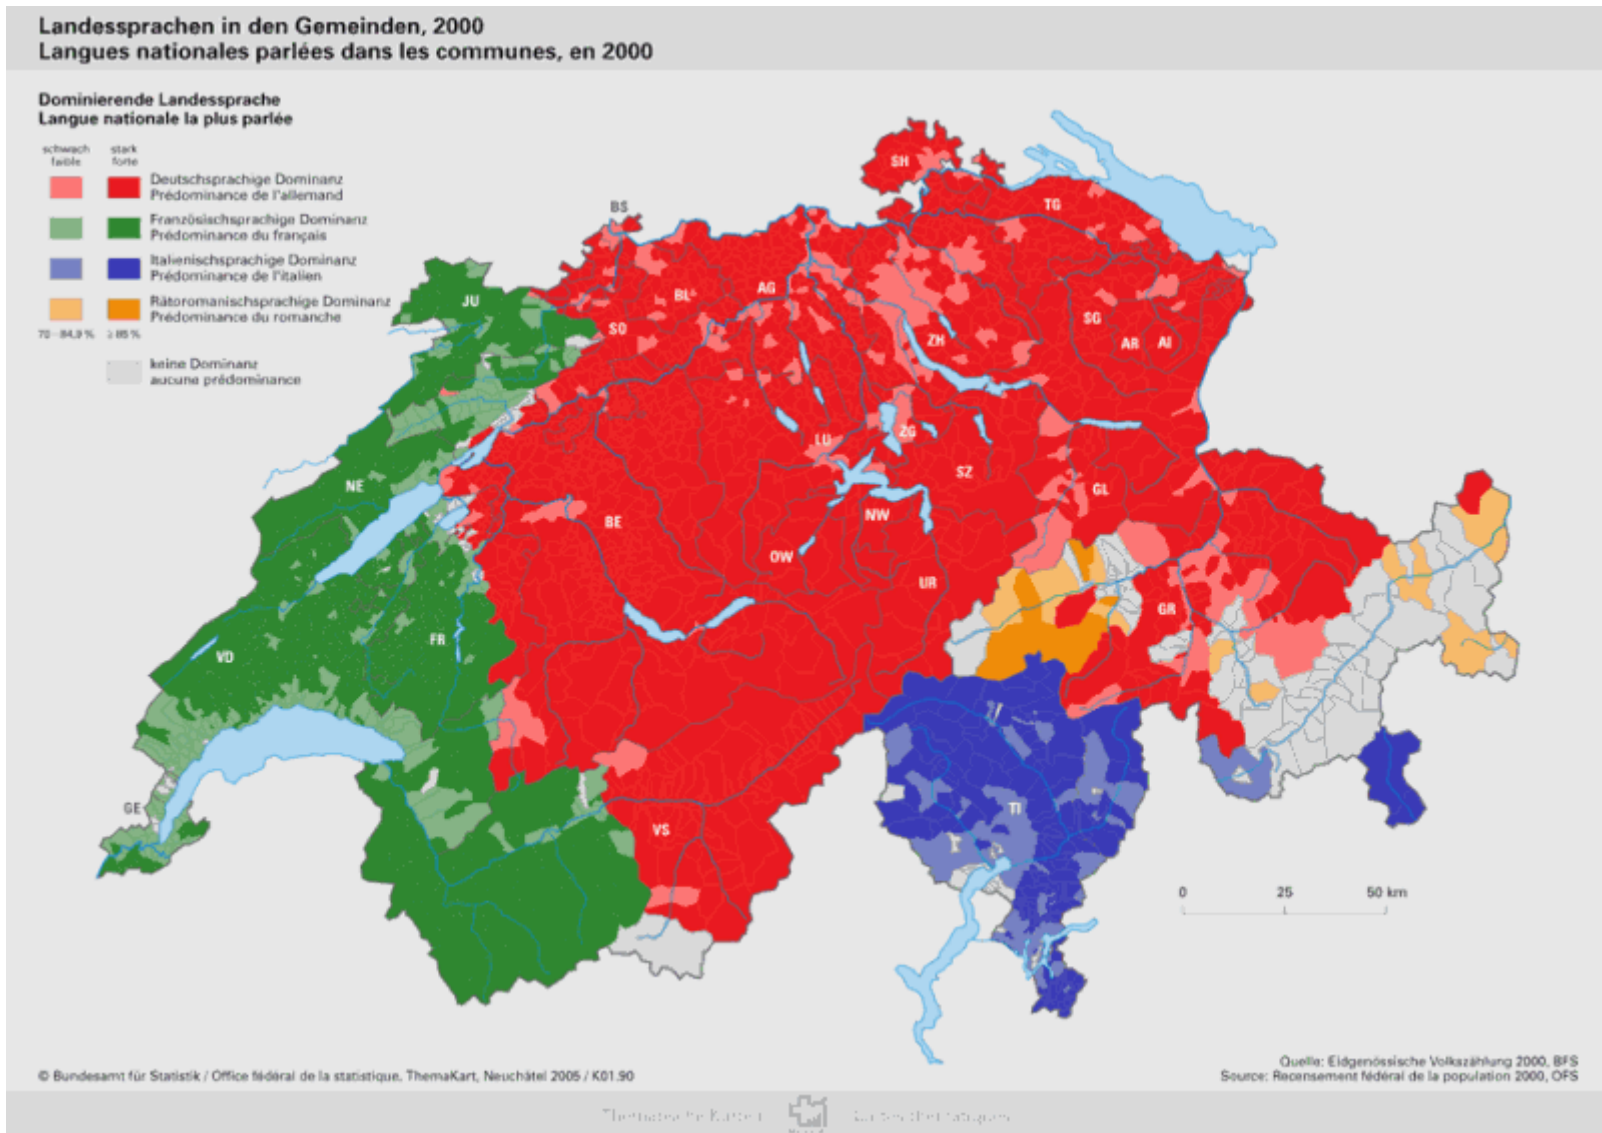 Landessprachen in den Gemeinden, 2000
Langues nationales parlées dans les communes, en 2000
Dominierende Landessprache
Langue nationale la plus parlée
schwach stark
faible forte
Deutschsprachige Dominanz
Prédominance de l'allemand
Französischsprachige Dominanz
Prédominance du français
Italienischsprachige Dominanz
Prédominance de l'italien
Rätoromanischsprachige Dominanz
Prédominance du romanche
70–84,9 % ≥ 85 %
keine Dominanz
aucune prédominance
SH
BS
TG
JU
BL
AG
SO
SG
ZH
AR
AI
LU
ZG
SZ
NE
GL
BE
NW
OW
UR
GR
FR
VD
GE
TI
VS
0 25 50 km
Quelle: Eidgenössische Volkszählung 2000, BFS
© Bundesamt für Statistik / Office fédéral de la statistique, ThemaKart, Neuchâtel 2005 / K01.90
Source: Recensement fédéral de la population 2000, OFS